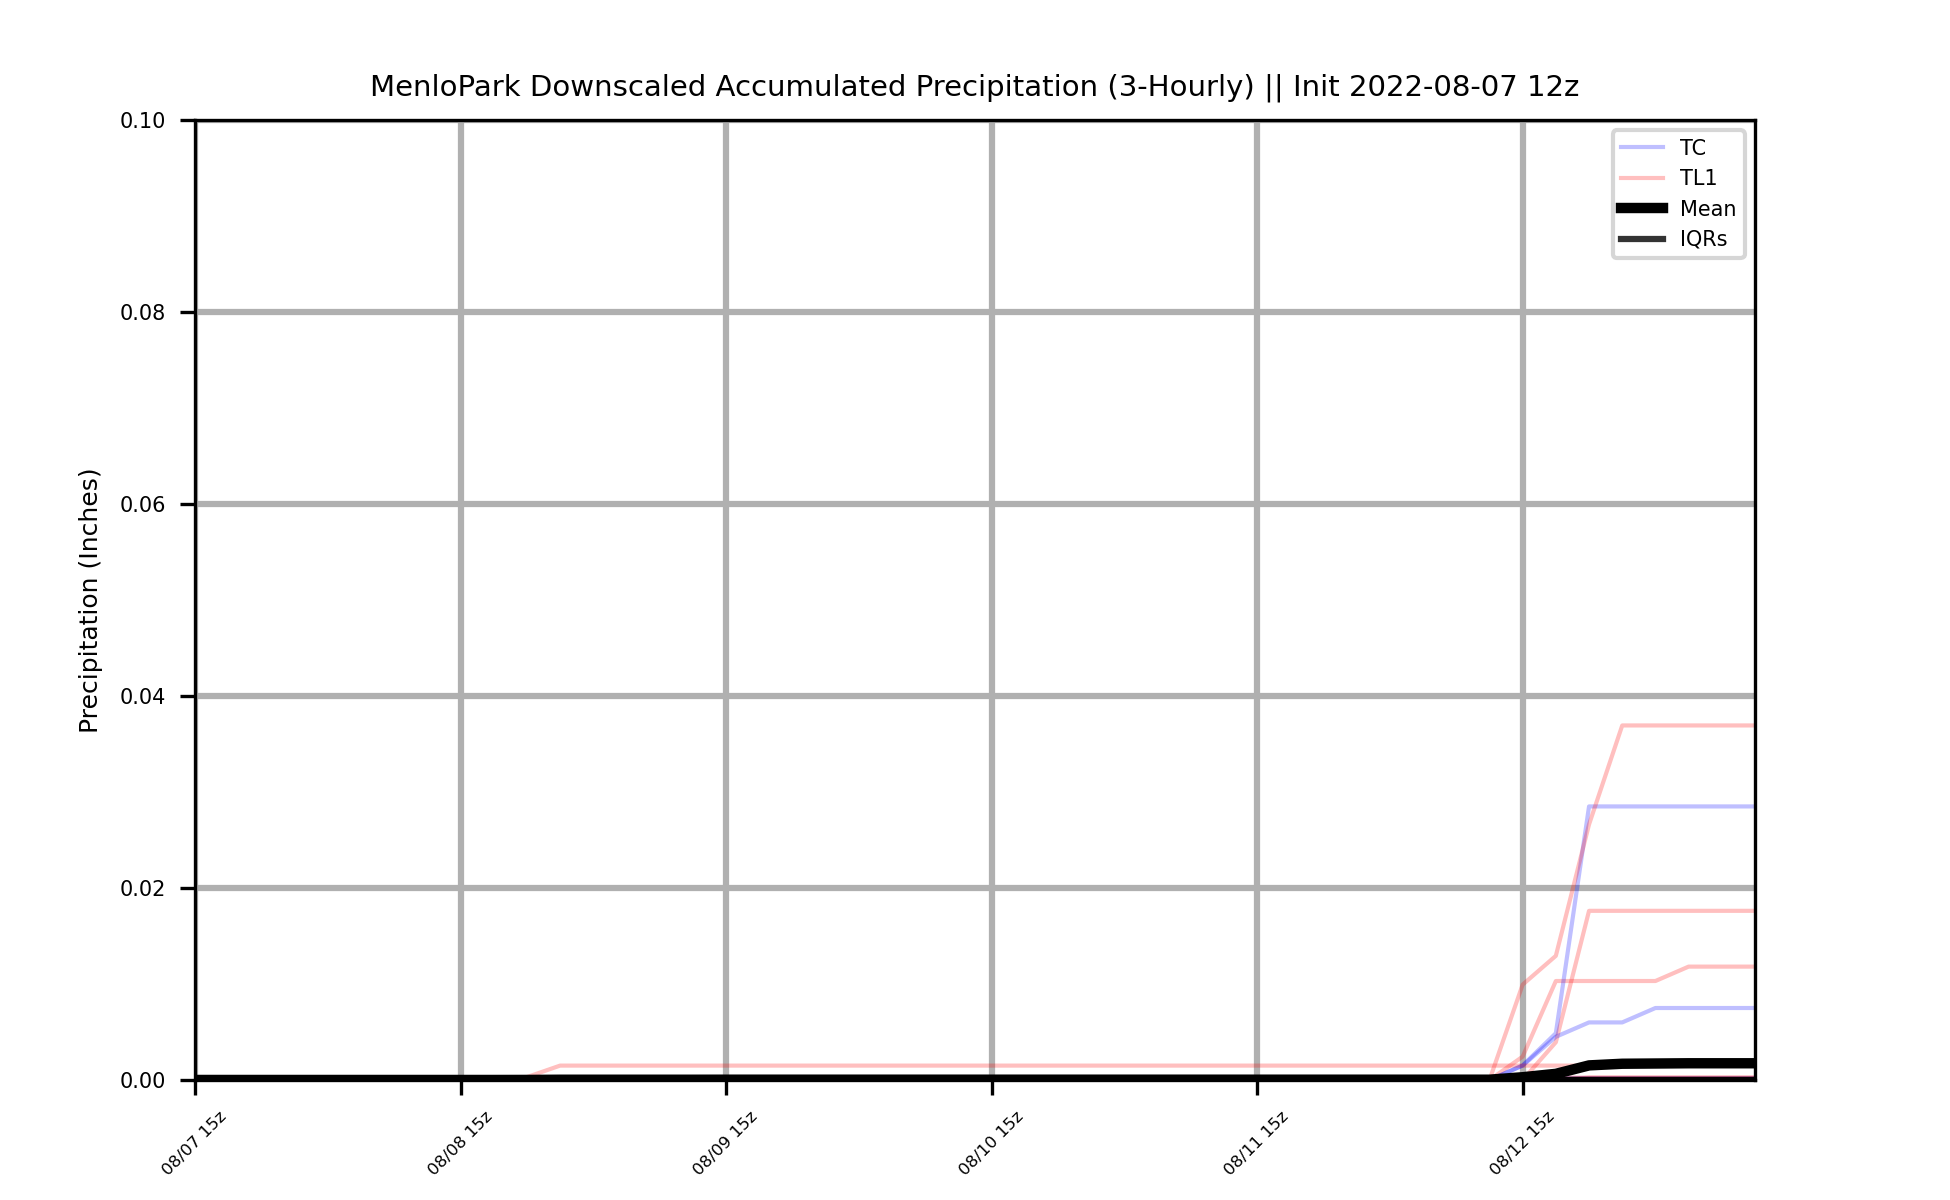 MenloPark Downscaled Accumulated Precipitation (3-Hourly) || Init 2022-08-07 12z
0.10
0.08
0.06
0.04
0.02
0.00
Precipitation (Inches)
TC
TL1
Mean
IQRs
08/07 15z
08/08 15z
08/09 15z
08/10 15z
08/11 15z
08/12 15z